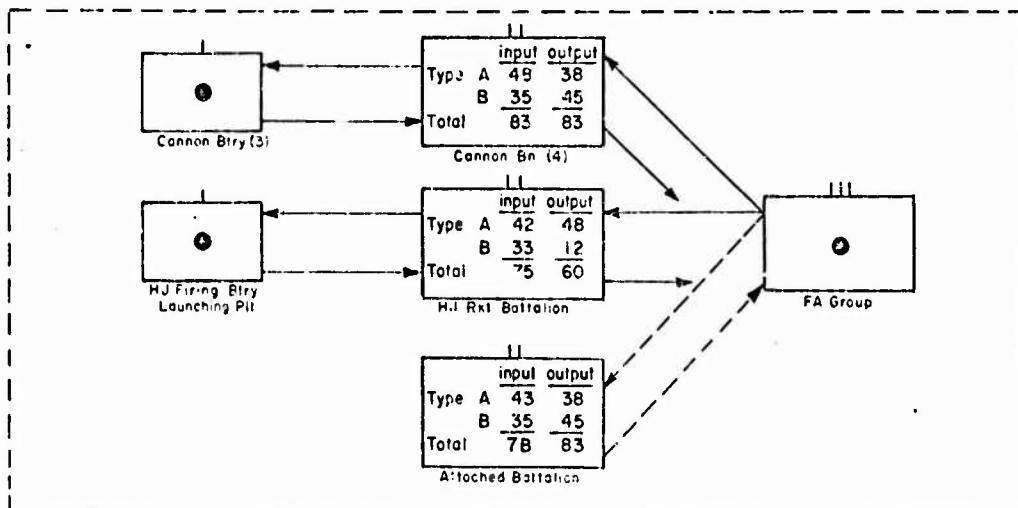 input output
Type A 48 38
B 35 45
Total 83 83
Cannon Btry (3)
Cannon Bn (4)
input output
Type A 42 48
B 33 12
Total 75 60
HJ Firing Btry
Launching Plt
HJ Rkt Battalion
FA Group
input output
Type A 43 38
B 35 45
Total 78 83
Attached Battalion